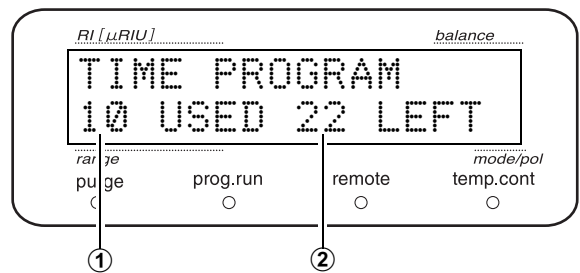 RI [μRIU] balance
TIME PROGRAM
10 USED 22 LEFT
range mode/pol
purge prog.run remote temp.cont
① ②